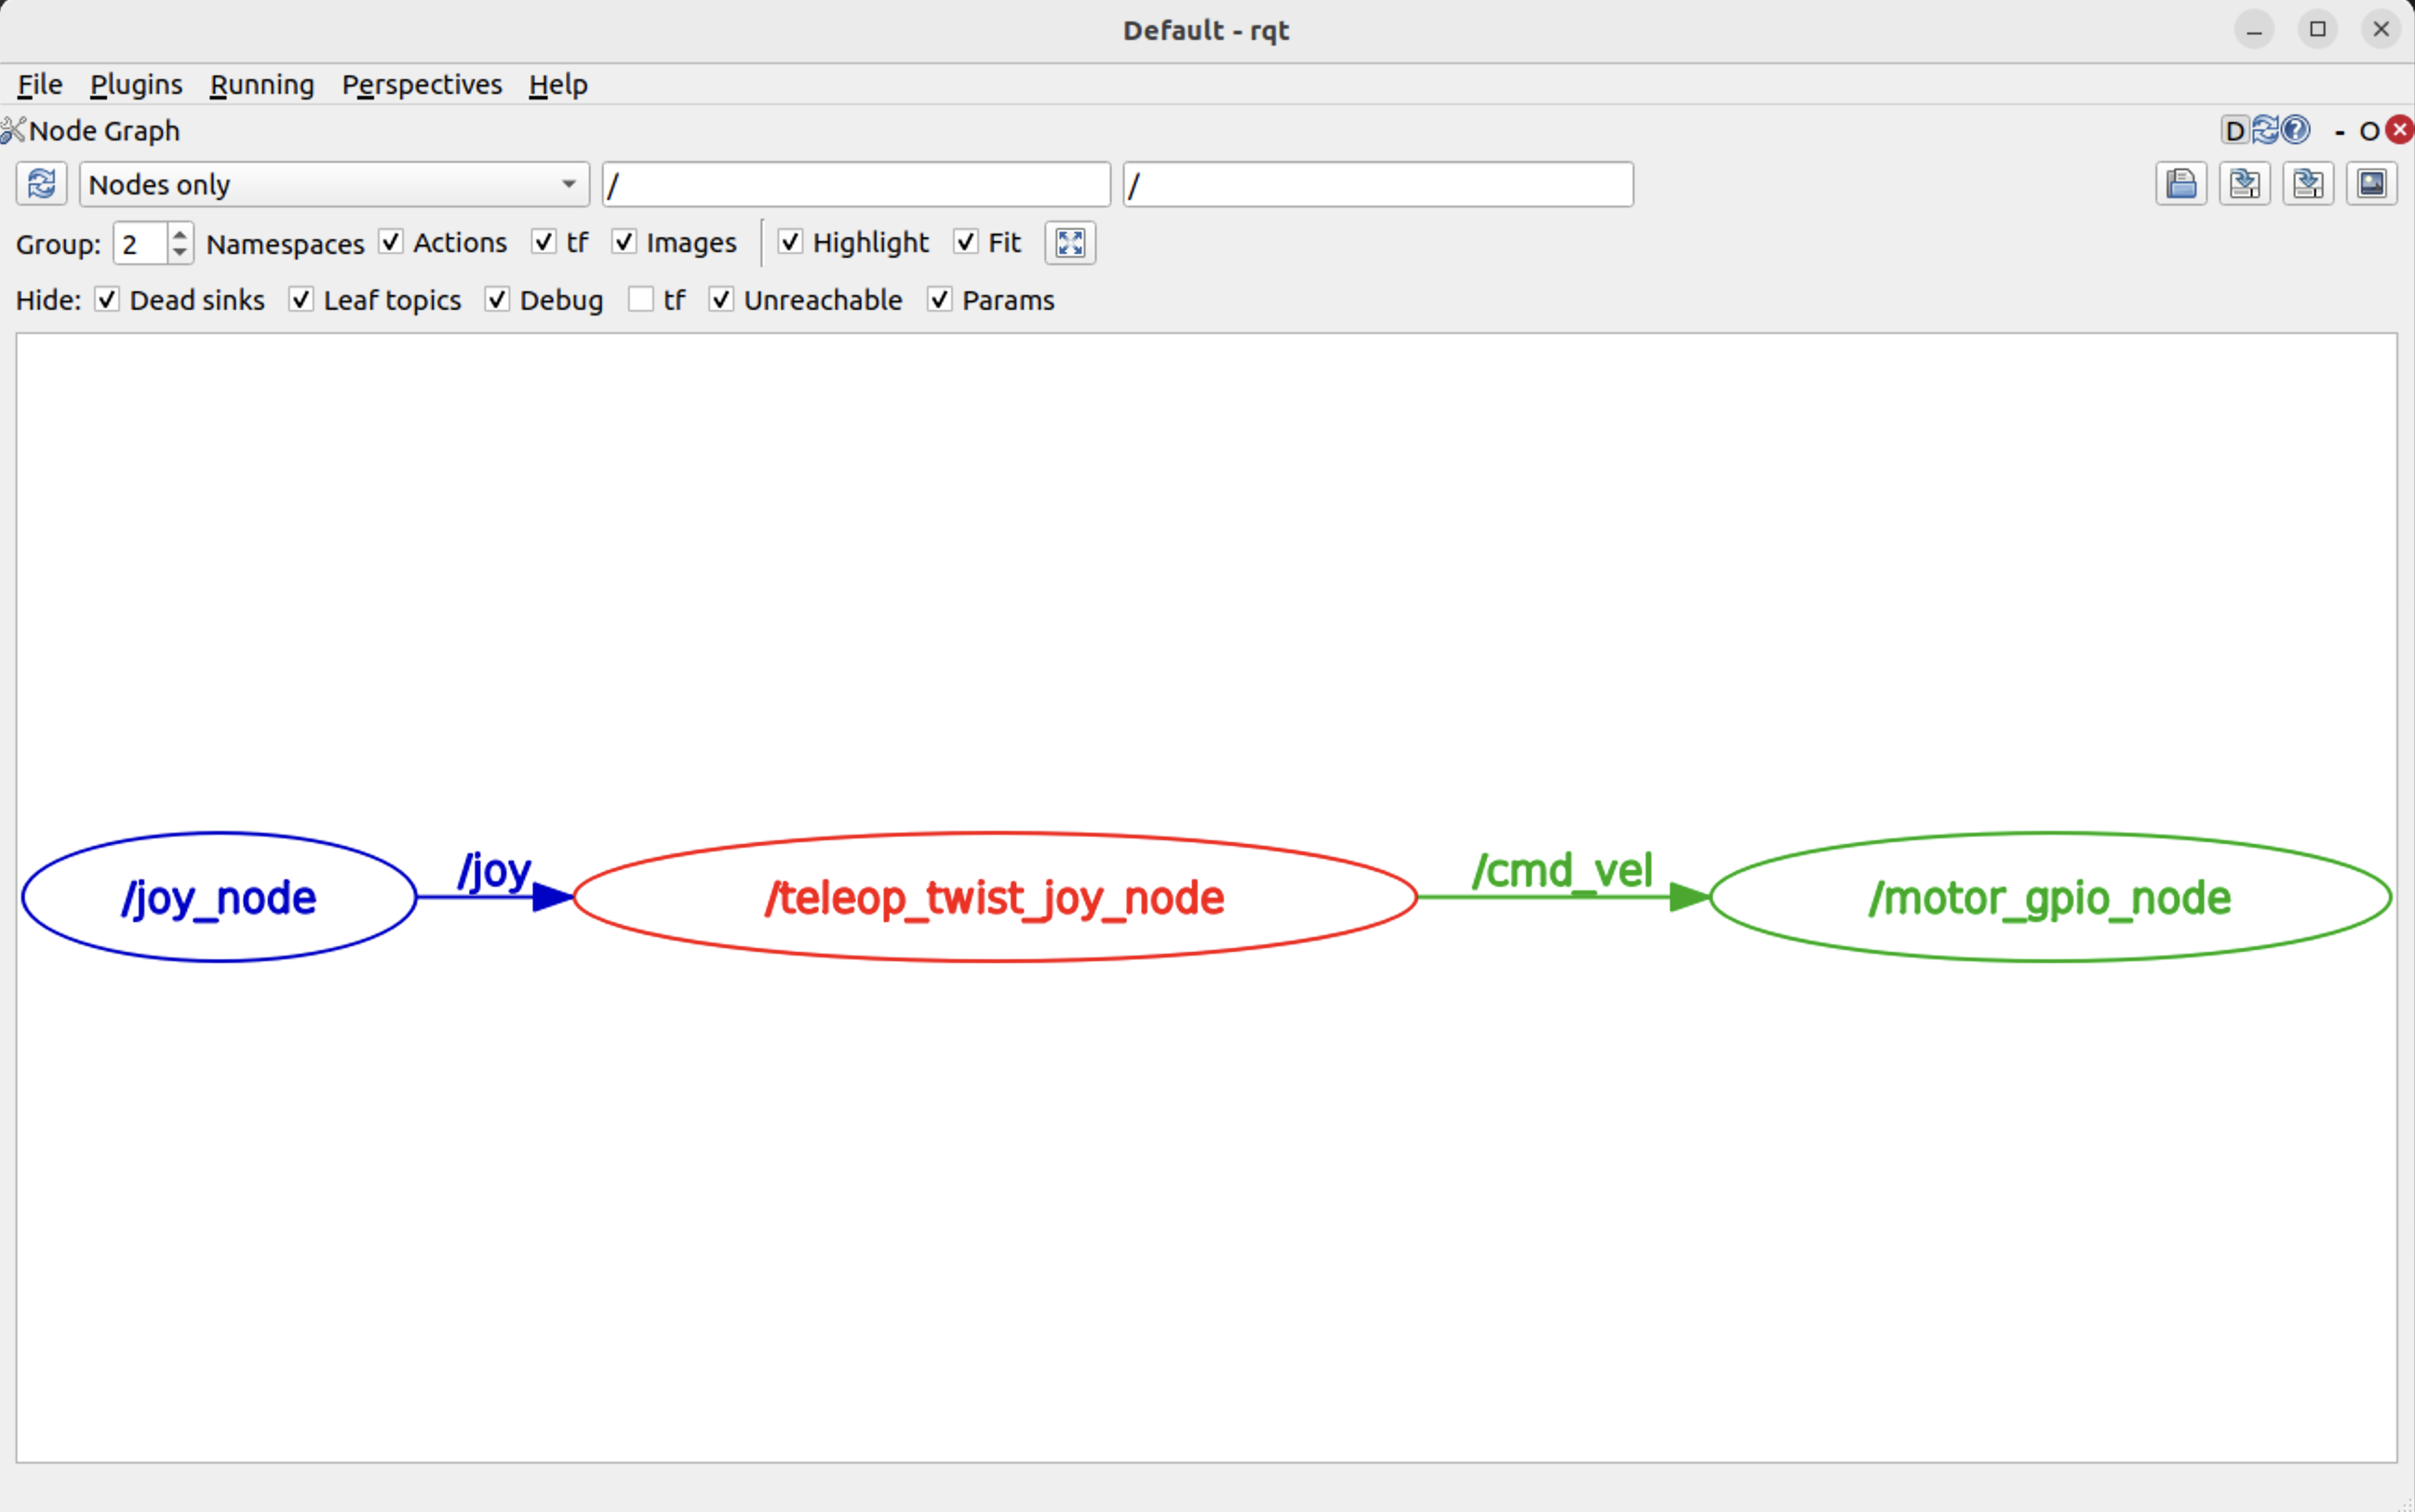 Default - rqt
File Plugins Running Perspectives Help
Node Graph D ? - O
Nodes only / /
Group: 2 Namespaces Actions tf Images Highlight Fit
Hide: Dead sinks Leaf topics Debug tf Unreachable Params
/joy_node /joy /teleop_twist_joy_node /cmd_vel /motor_gpio_node